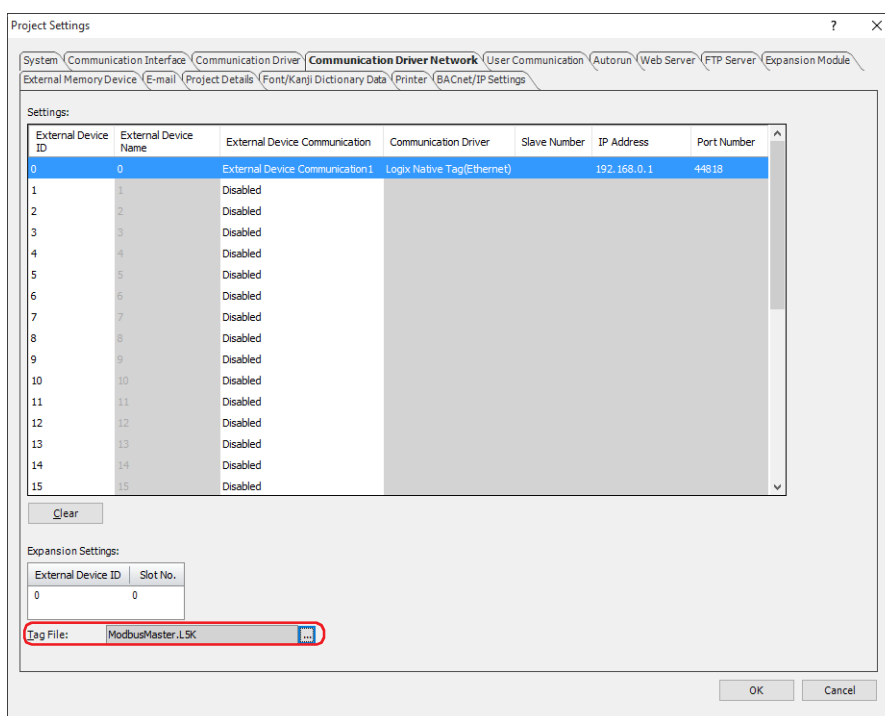 Project Settings ? ×
System Communication Interface Communication Driver Communication Driver Network User Communication Autorun Web Server FTP Server Expansion Module
External Memory Device E-mail Project Details Font/Kanji Dictionary Data Printer BACnet/IP Settings
Settings:
External Device ID External Device Name External Device Communication Communication Driver Slave Number IP Address Port Number
0 0 External Device Communication1 Logix Native Tag(Ethernet) 192.168.0.1 44818
1 1 Disabled
2 2 Disabled
3 3 Disabled
4 4 Disabled
5 5 Disabled
6 6 Disabled
7 7 Disabled
8 8 Disabled
9 9 Disabled
10 10 Disabled
11 11 Disabled
12 12 Disabled
13 13 Disabled
14 14 Disabled
15 15 Disabled
Clear
Expansion Settings:
External Device ID Slot No.
0 0
Tag File: ModbusMaster.L5K ...
OK Cancel